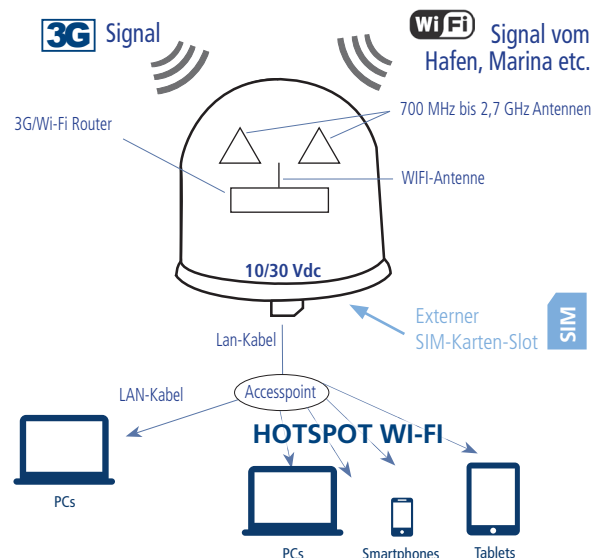 3G Signal
WiFi Signal vom
Hafen, Marina etc.
700 MHz bis 2,7 GHz Antennen
3G/Wi-Fi Router
WIFI-Antenne
10/30 Vdc
Externer
SIM-Karten-Slot
SIM
Lan-Kabel
LAN-Kabel
Accesspoint
HOTSPOT WI-FI
PCs
PCs
Smartphones
Tablets